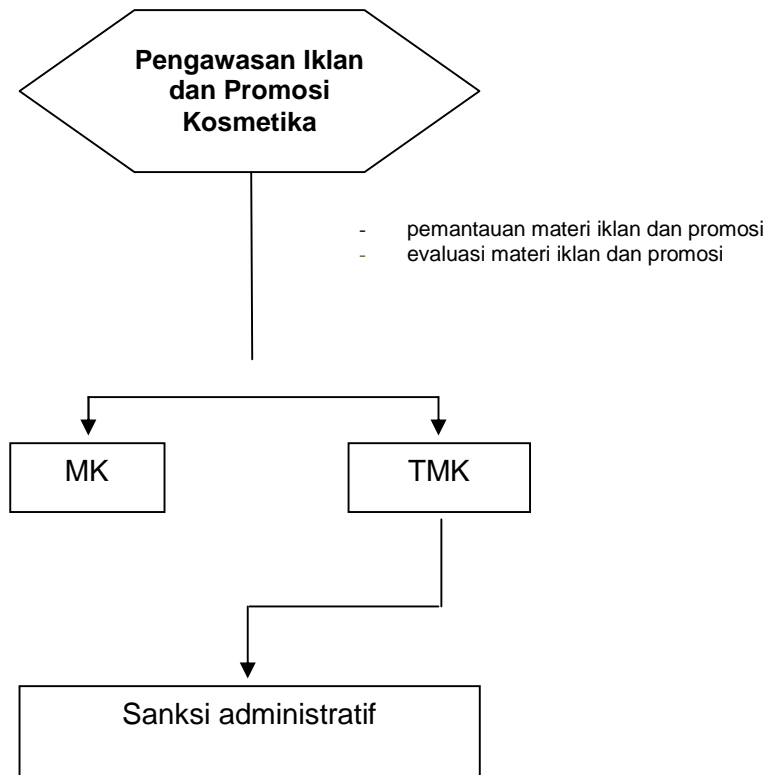 Pengawasan Iklan
dan Promosi
Kosmetika
- pemantauan materi iklan dan promosi
- evaluasi materi iklan dan promosi
MK
TMK
Sanksi administratif